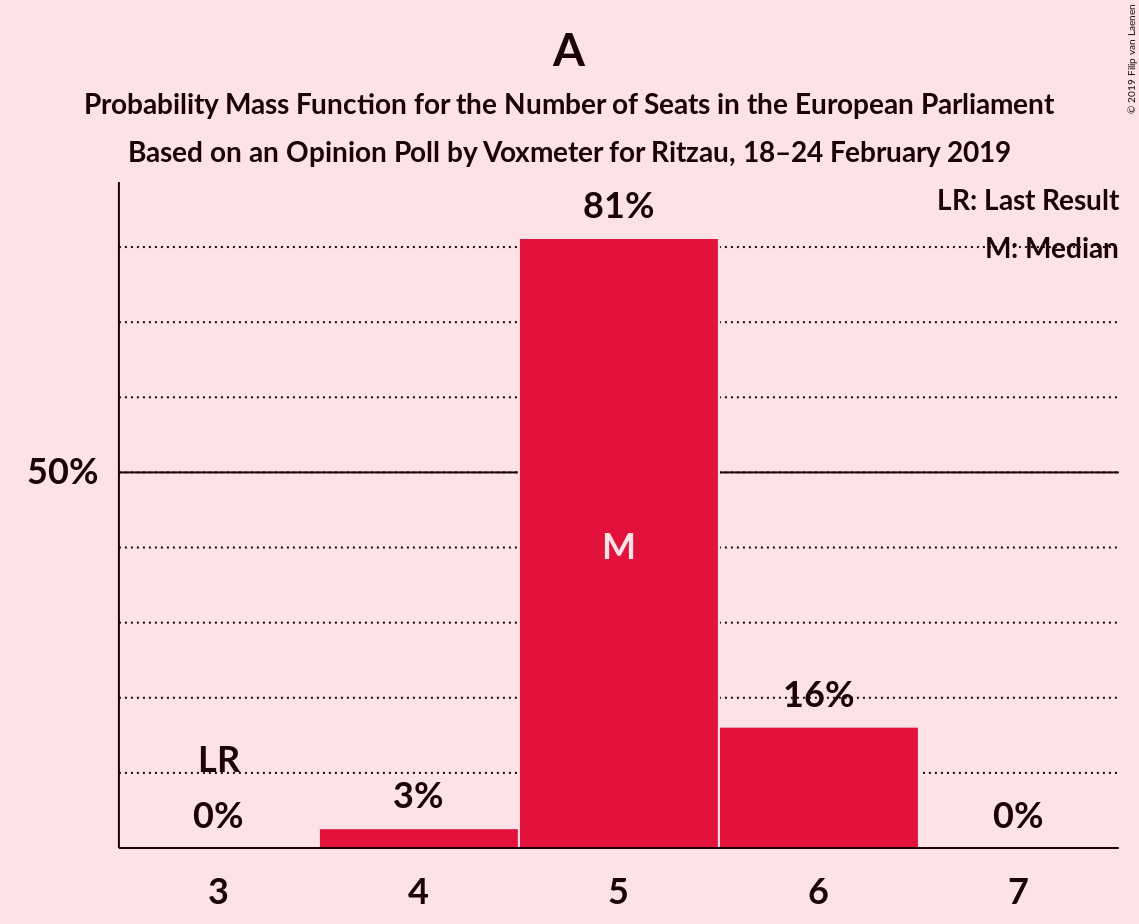 A
Probability Mass Function for the Number of Seats in the European Parliament
Based on an Opinion Poll by Voxmeter for Ritzau, 18–24 February 2019
© 2019 Filip van Laenen
LR: Last Result
M: Median
81%
50%
M
16%
LR
3%
0%
0%
3 4 5 6 7